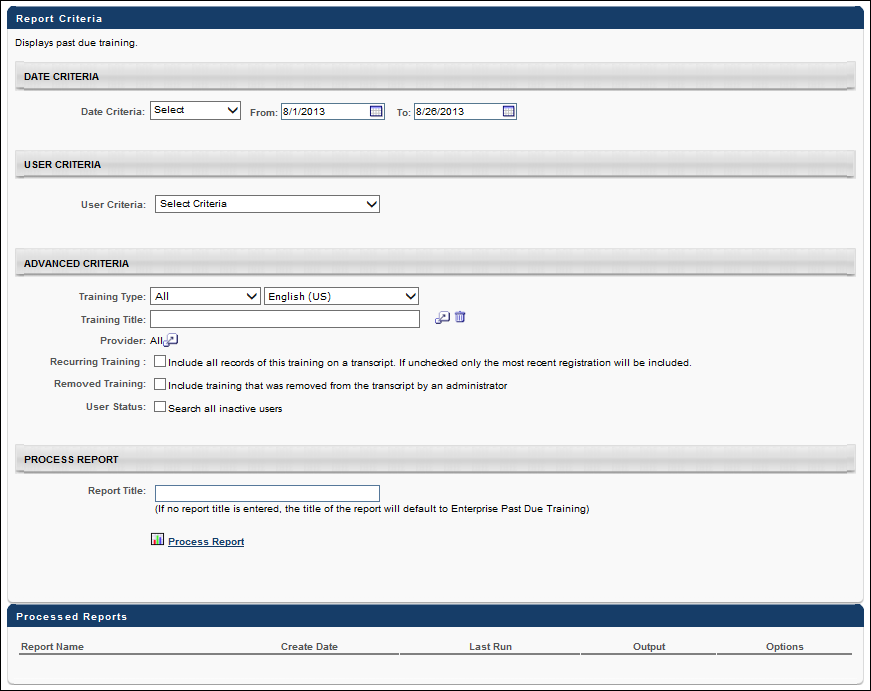 Report Criteria
Displays past due training.
DATE CRITERIA
Date Criteria: Select From: 8/1/2013 To: 8/26/2013
USER CRITERIA
User Criteria: Select Criteria
ADVANCED CRITERIA
Training Type: All English (US)
Training Title:
Provider: All
Recurring Training : Include all records of this training on a transcript. If unchecked only the most recent registration will be included.
Removed Training: Include training that was removed from the transcript by an administrator
User Status: Search all inactive users
PROCESS REPORT
Report Title:
(If no report title is entered, the title of the report will default to Enterprise Past Due Training)
Process Report
Processed Reports
Report Name Create Date Last Run Output Options